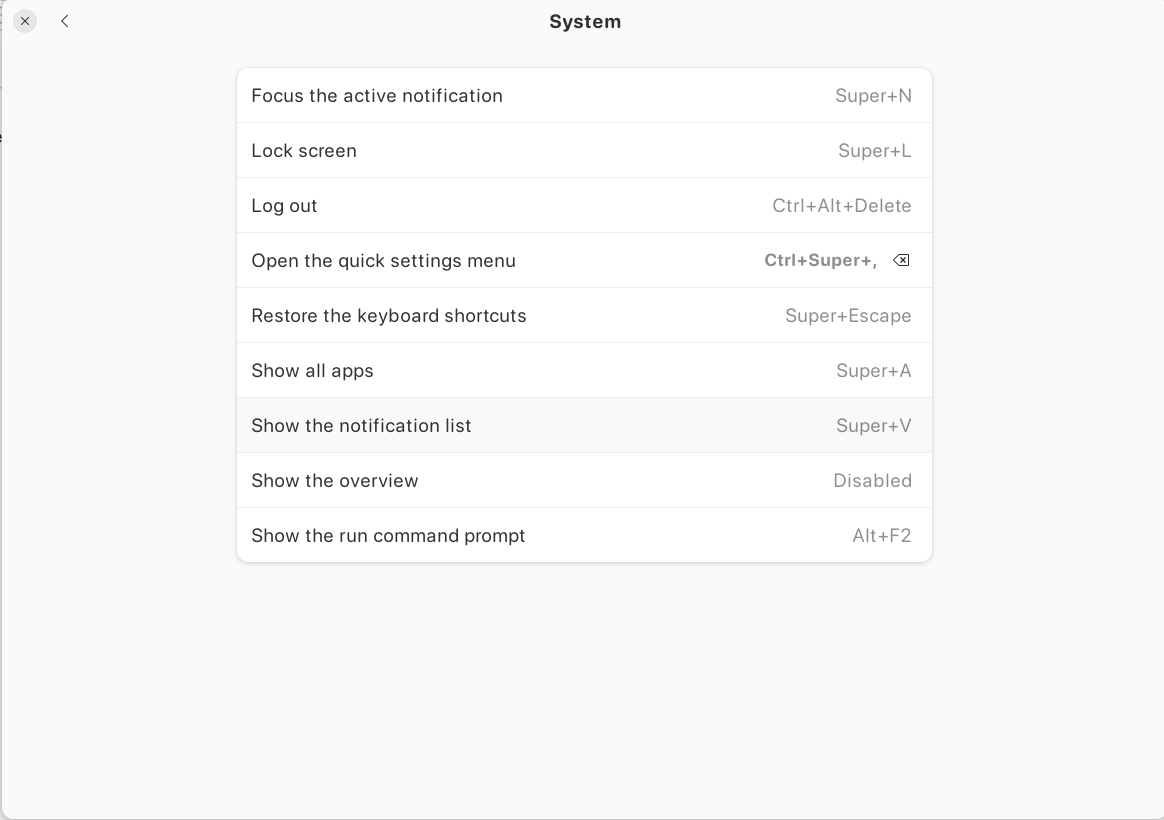 System
Focus the active notification Super+N
Lock screen Super+L
Log out Ctrl+Alt+Delete
Open the quick settings menu Ctrl+Super+,
Restore the keyboard shortcuts Super+Escape
Show all apps Super+A
Show the notification list Super+V
Show the overview Disabled
Show the run command prompt Alt+F2